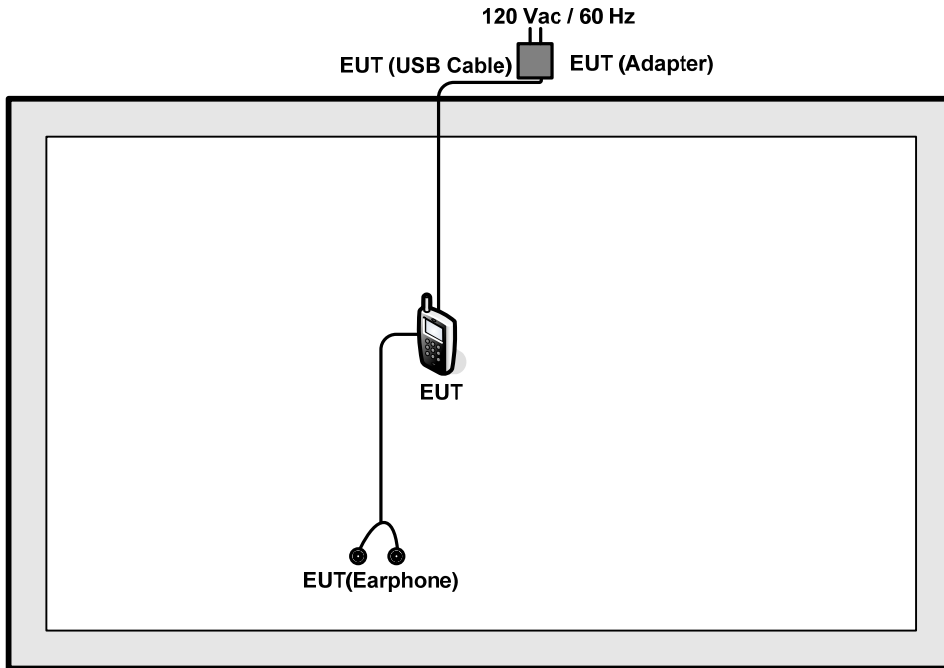 120 Vac / 60 Hz
EUT (USB Cable)
EUT (Adapter)
EUT
EUT(Earphone)